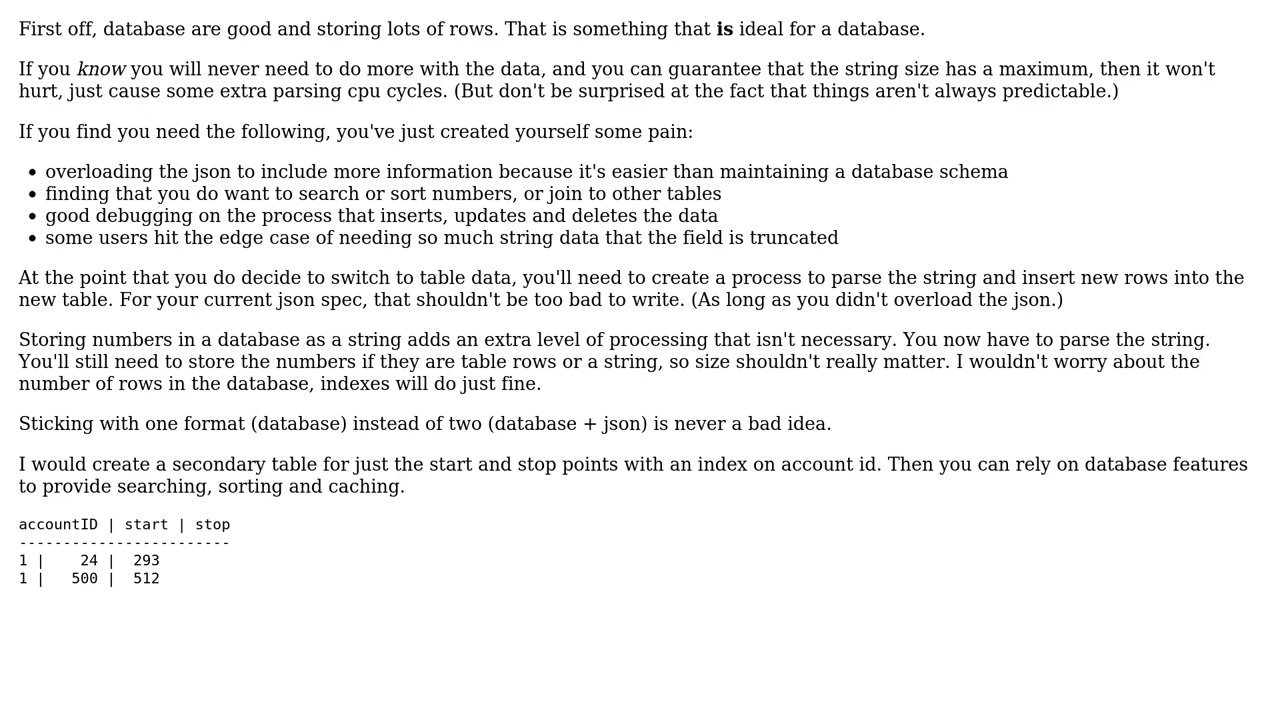 First off, database are good and storing lots of rows. That is something that is ideal for a database.
If you know you will never need to do more with the data, and you can guarantee that the string size has a maximum, then it won't
hurt, just cause some extra parsing cpu cycles. (But don't be surprised at the fact that things aren't always predictable.)
If you find you need the following, you've just created yourself some pain:
• overloading the json to include more information because it's easier than maintaining a database schema
• finding that you do want to search or sort numbers, or join to other tables
• good debugging on the process that inserts, updates and deletes the data
• some users hit the edge case of needing so much string data that the field is truncated
At the point that you do decide to switch to table data, you'll need to create a process to parse the string and insert new rows into the
new table. For your current json spec, that shouldn't be too bad to write. (As long as you didn't overload the json.)
Storing numbers in a database as a string adds an extra level of processing that isn't necessary. You now have to parse the string.
You'll still need to store the numbers if they are table rows or a string, so size shouldn't really matter. I wouldn't worry about the
number of rows in the database, indexes will do just fine.
Sticking with one format (database) instead of two (database + json) is never a bad idea.
I would create a secondary table for just the start and stop points with an index on account id. Then you can rely on database features
to provide searching, sorting and caching.
accountID | start | stop
------------------------
1 |    24 |  293
1 |   500 |  512